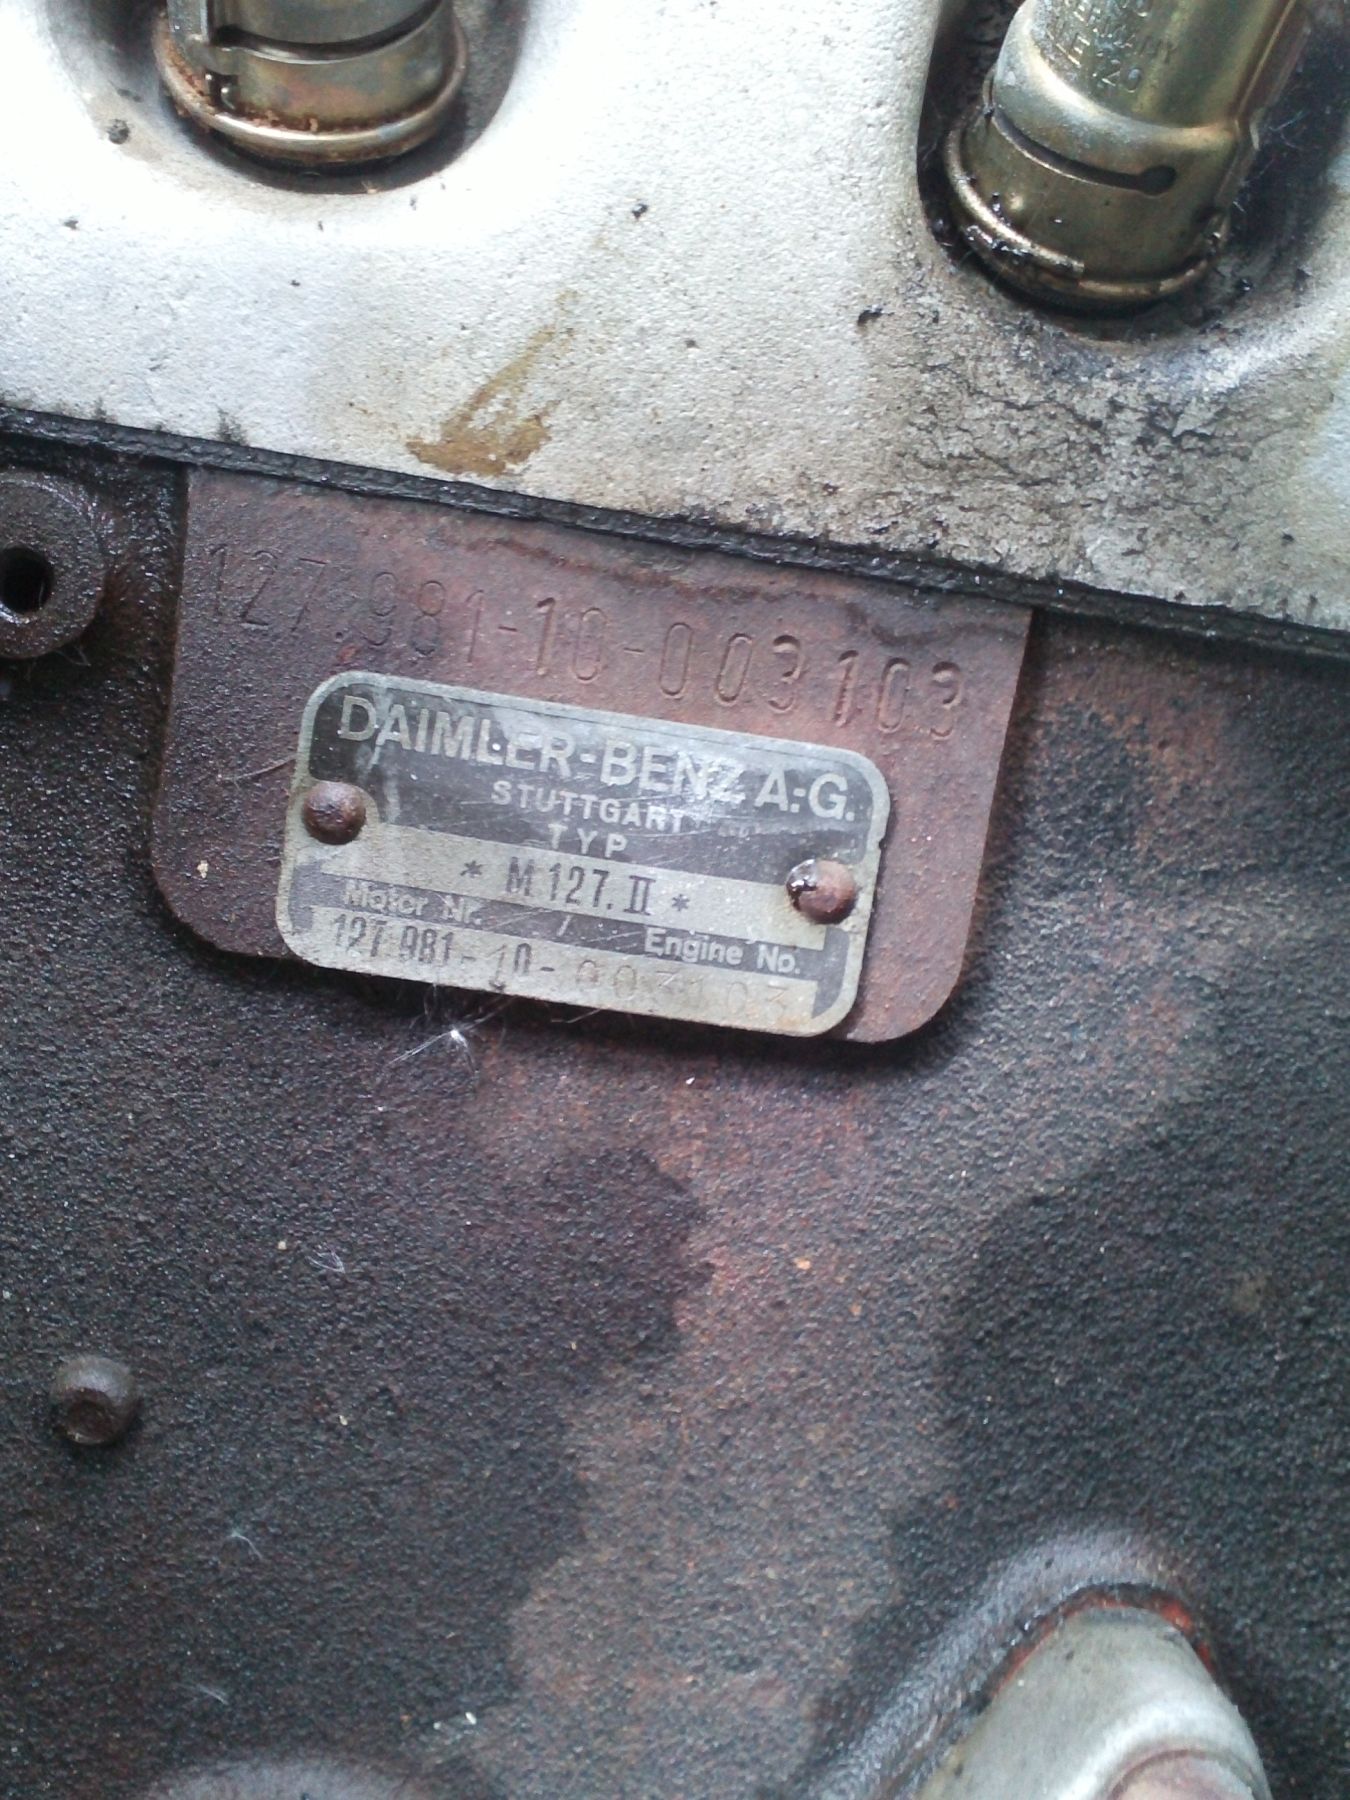 127.981-10-003103
DAIMLER-BENZ A.-G.
STUTTGART
TYP
* M 127. II *
Motor Nr. / Engine No.
127.981-10-003103